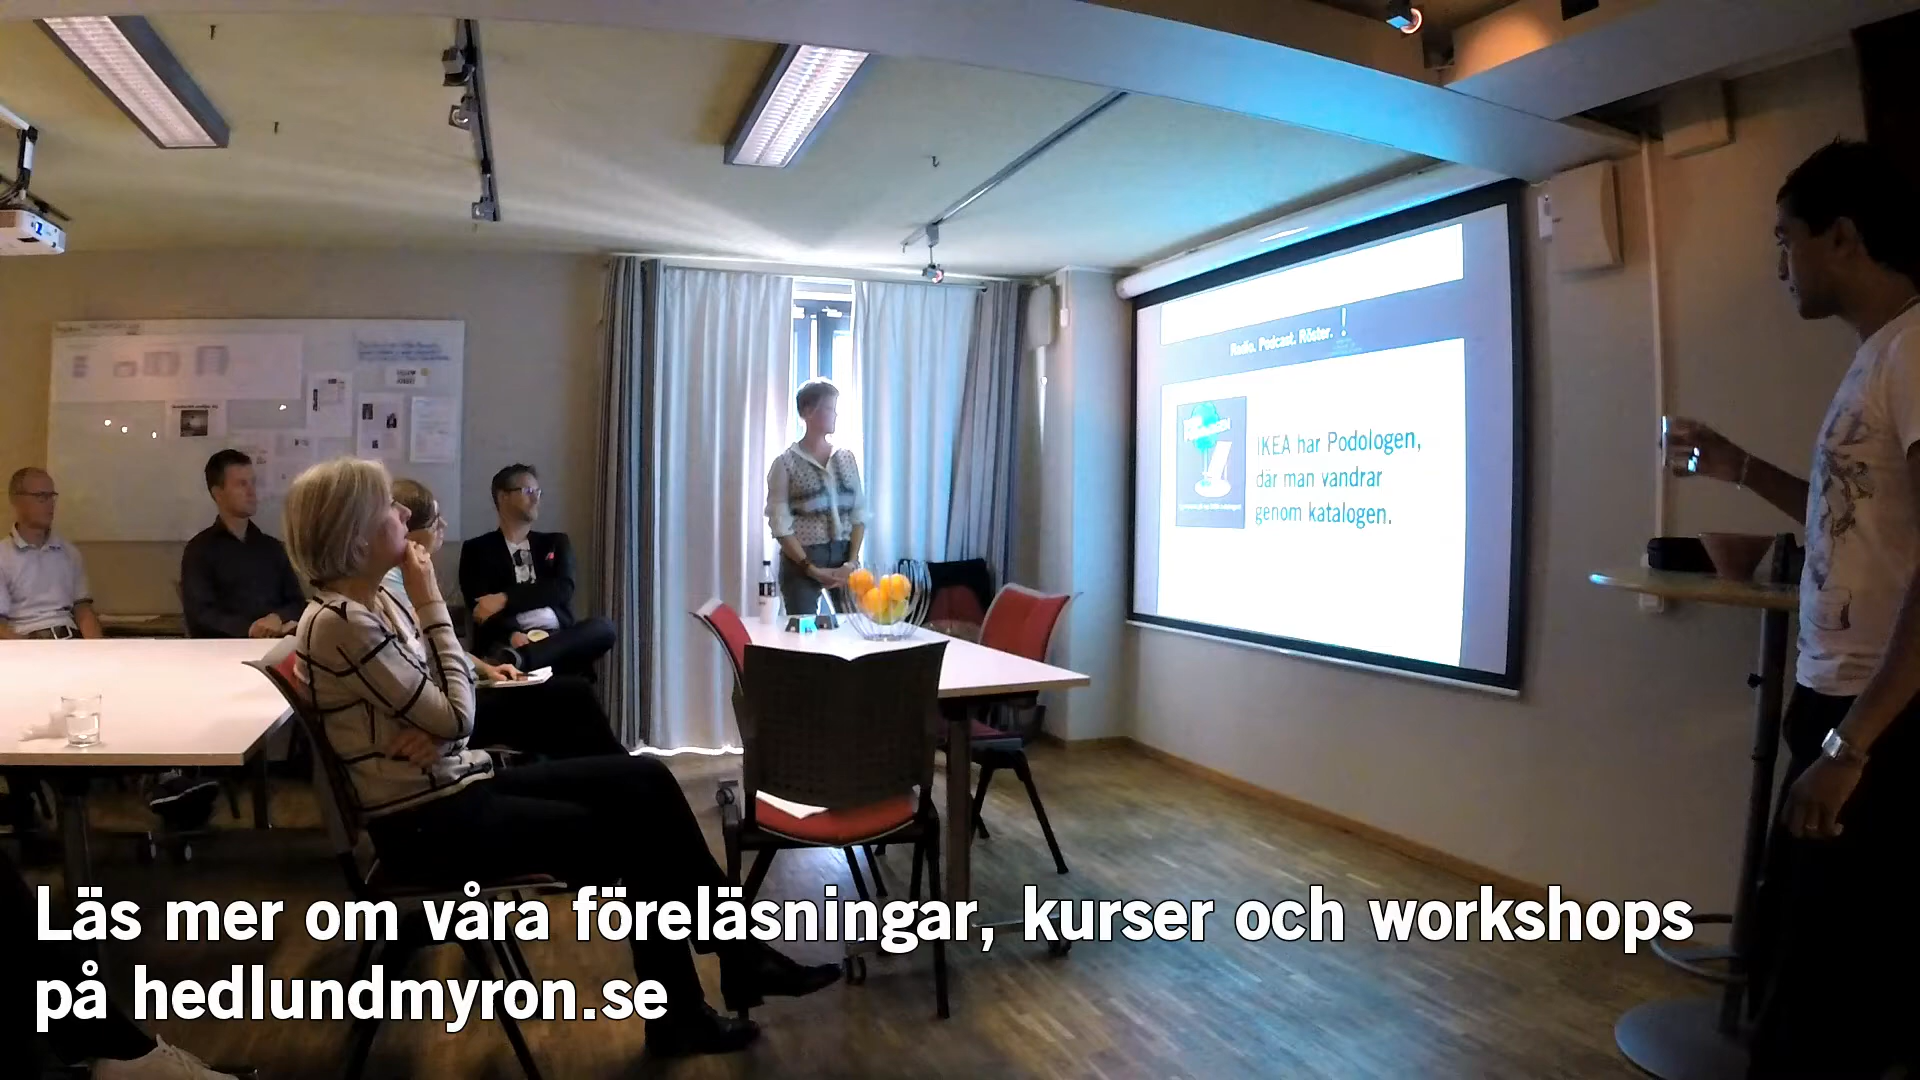 Radio. Podcast. Röster.
IKEA har Podologen,
där man vandrar
genom katalogen.
Läs mer om våra föreläsningar, kurser och workshops
på hedlundmyron.se